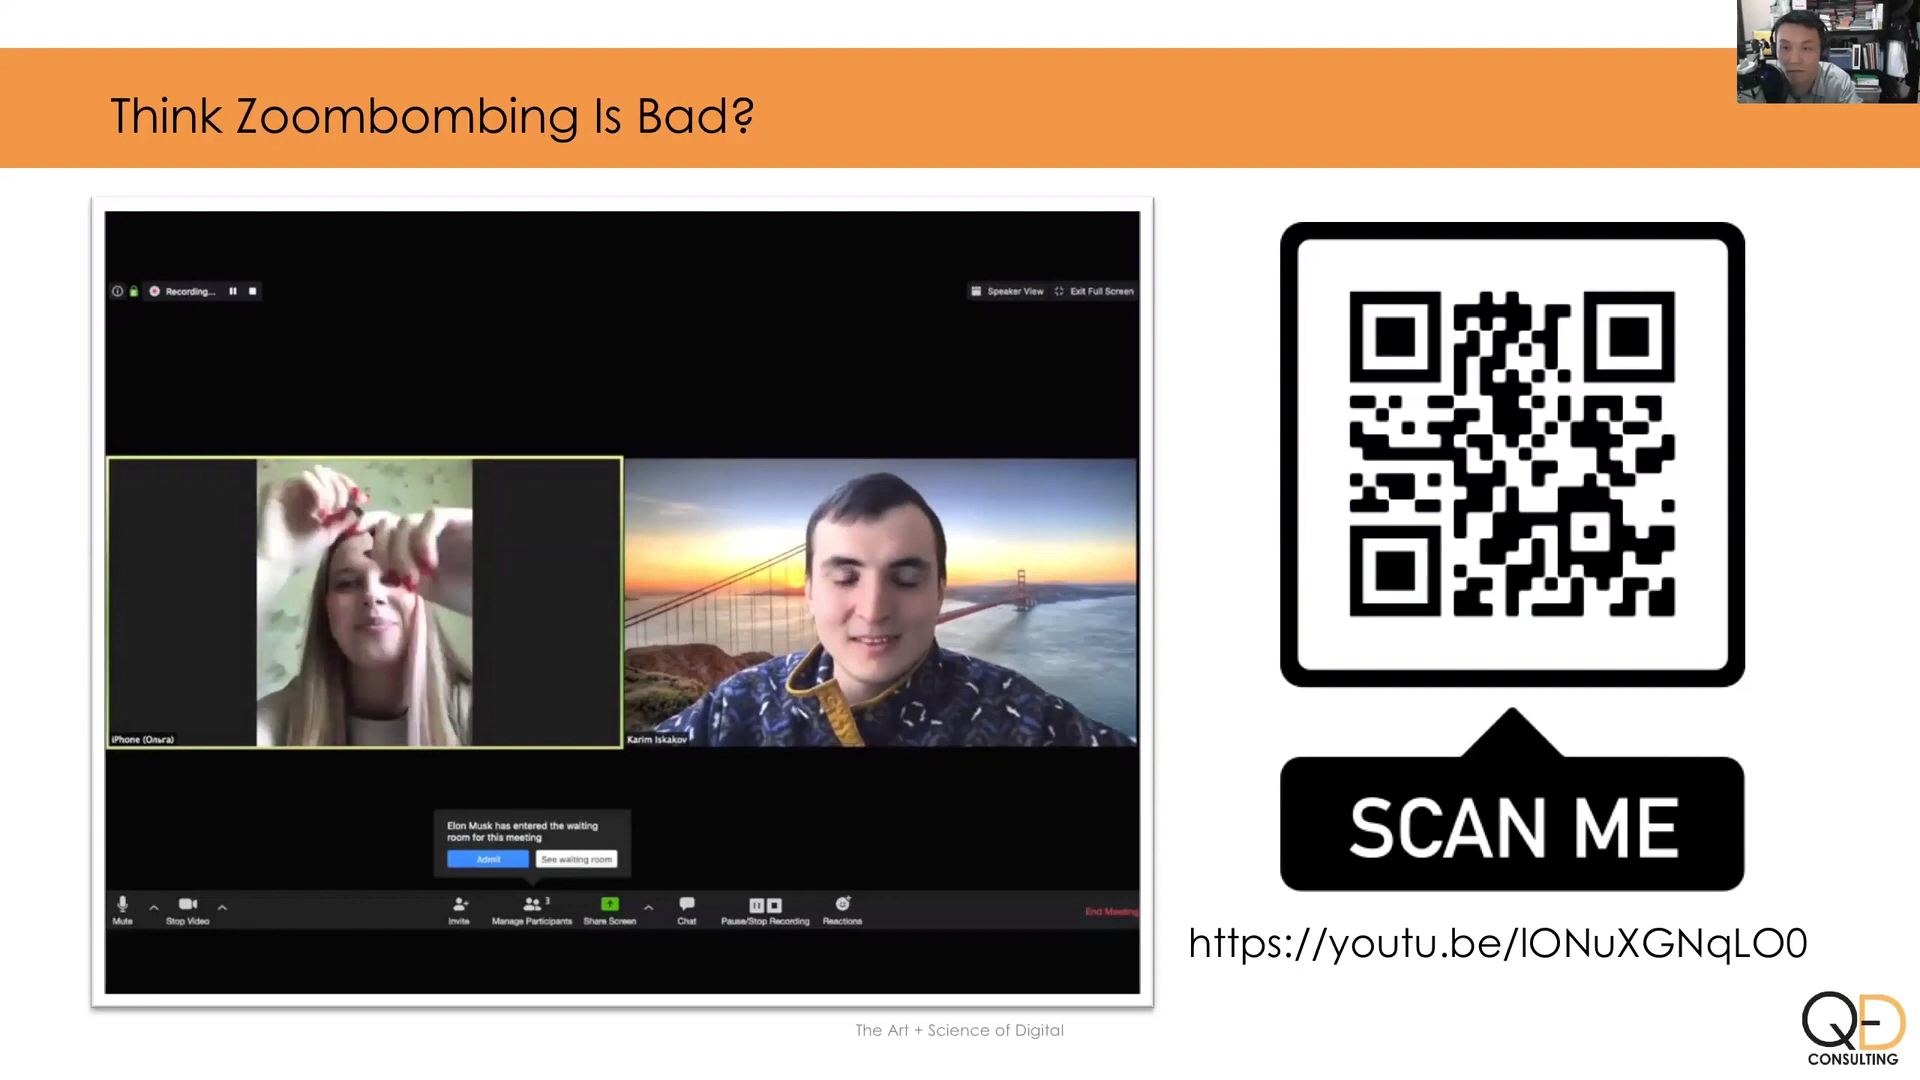 Think Zoombombing Is Bad?
Recording...
Speaker View
Exit Full Screen
iPhone (Ольга)
Karim Iskakov
Elon Musk has entered the waiting
room for this meeting
Admit
See waiting room
Mute
Stop Video
Invite
3
Manage Participants
Share Screen
Chat
Pause/Stop Recording
Reactions
End Meeting
SCAN ME
https://youtu.be/lONuXGNqLO0
The Art + Science of Digital
QED
CONSULTING